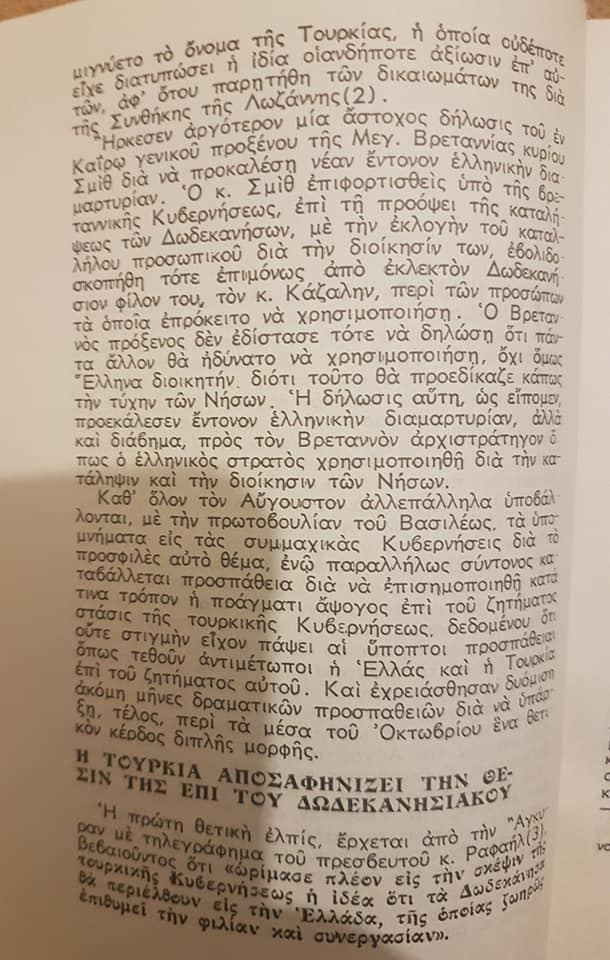 μιγνύετο τὸ ὄνομα τῆς Τουρκίας, ἡ ὁποία οὐδέποτε
εἶχε διατυπώσει ἡ ἰδία οἱανδήποτε ἀξίωσιν ἐπ' αὐ-
τῶν, ἀφ' ὅτου παρητήθη τῶν δικαιωμάτων της διὰ
τῆς Συνθήκης τῆς Λωζάννης(2).
Ἤρκεσεν ἀργότερον μία ἄστοχος δήλωσις τοῦ ἐν
Καΐρῳ γενικοῦ προξένου τῆς Μεγ. Βρεταννίας κυρίου
Σμὶθ διὰ νὰ προκαλέσῃ νέαν ἔντονον ἑλληνικὴν δια-
μαρτυρίαν. Ὁ κ. Σμὶθ ἐπιφορτισθεὶς ὑπὸ τῆς βρε-
ταννικῆς Κυβερνήσεως, ἐπὶ τῇ προόψει τῆς καταλή-
ψεως τῶν Δωδεκανήσων, μὲ τὴν ἐκλογὴν τοῦ καταλ-
λήλου προσωπικοῦ διὰ τὴν διοίκησίν των, ἐβολιδο-
σκοπήθη τότε ἐπιμόνως ἀπὸ ἐκλεκτὸν Δωδεκανή-
σιον φίλον του, τὸν κ. Κάζαλην, περὶ τῶν προσώπων
τὰ ὁποῖα ἐπρόκειτο νὰ χρησιμοποιήσῃ. Ὁ Βρεταν-
νὸς πρόξενος δὲν ἐδίστασε τότε νὰ δηλώσῃ ὅτι πάν-
τα ἄλλον θὰ ἠδύνατο νὰ χρησιμοποιήσῃ, ὄχι ὅμως
Ἕλληνα διοικητήν, διότι τοῦτο θὰ προεδίκαζε κάπως
τὴν τύχην τῶν Νήσων. Ἡ δήλωσις αὕτη, ὡς εἴπομεν,
προεκάλεσεν ἔντονον ἑλληνικὴν διαμαρτυρίαν, ἀλλὰ
καὶ διάβημα, πρὸς τὸν Βρεταννὸν ἀρχιστράτηγον ὅ-
πως ὁ ἑλληνικὸς στρατὸς χρησιμοποιηθῇ διὰ τὴν κα-
τάληψιν καὶ τὴν διοίκησιν τῶν Νήσων.
Καθ' ὅλον τὸν Αὔγουστον ἀλλεπάλληλα ὑποβάλ-
λονται, μὲ τὴν πρωτοβουλίαν τοῦ Βασιλέως, τὰ ὑπο-
μνήματα εἰς τὰς συμμαχικὰς Κυβερνήσεις διὰ τὸ
προσφιλὲς αὐτὸ θέμα, ἐνῷ παραλλήλως σύντονος κα-
ταβάλλεται προσπάθεια διὰ νὰ ἐπισημοποιηθῇ κατά
τινα τρόπον ἡ πράγματι ἄψογος ἐπὶ τοῦ ζητήματος
στάσις τῆς τουρκικῆς Κυβερνήσεως, δεδομένου ὅτι
οὔτε στιγμὴν εἶχον πάψει αἱ ὕποπτοι προσπάθειαι
ὅπως τεθοῦν ἀντιμέτωποι ἡ Ἑλλὰς καὶ ἡ Τουρκία
ἐπὶ τοῦ ζητήματος αὐτοῦ. Καὶ ἐχρειάσθησαν δυόμιση
ἀκόμη μῆνες δραματικῶν προσπαθειῶν διὰ νὰ ὑπάρ-
ξῃ, τέλος, περὶ τὰ μέσα τοῦ Ὀκτωβρίου ἕνα θετι-
κὸν κέρδος διπλῆς μορφῆς.
Η ΤΟΥΡΚΙΑ ΑΠΟΣΑΦΗΝΙΖΕΙ ΤΗΝ ΘΕ-
ΣΙΝ ΤΗΣ ΕΠΙ ΤΟΥ ΔΩΔΕΚΑΝΗΣΙΑΚΟΥ
Ἡ πρώτη θετικὴ ἐλπίς, ἔρχεται ἀπὸ τὴν Ἄγκυ-
ραν μὲ τηλεγράφημα τοῦ πρεσβευτοῦ κ. Ραφαὴλ(3),
βεβαιοῦντος ὅτι «ὡρίμασε πλέον εἰς τὴν σκέψιν τῆς
τουρκικῆς Κυβερνήσεως ἡ ἰδέα ὅτι τὰ Δωδεκάνησα
θὰ περιέλθουν εἰς τὴν Ἑλλάδα, τῆς ὁποίας ζωηρῶς
ἐπιθυμεῖ τὴν φιλίαν καὶ συνεργασίαν».